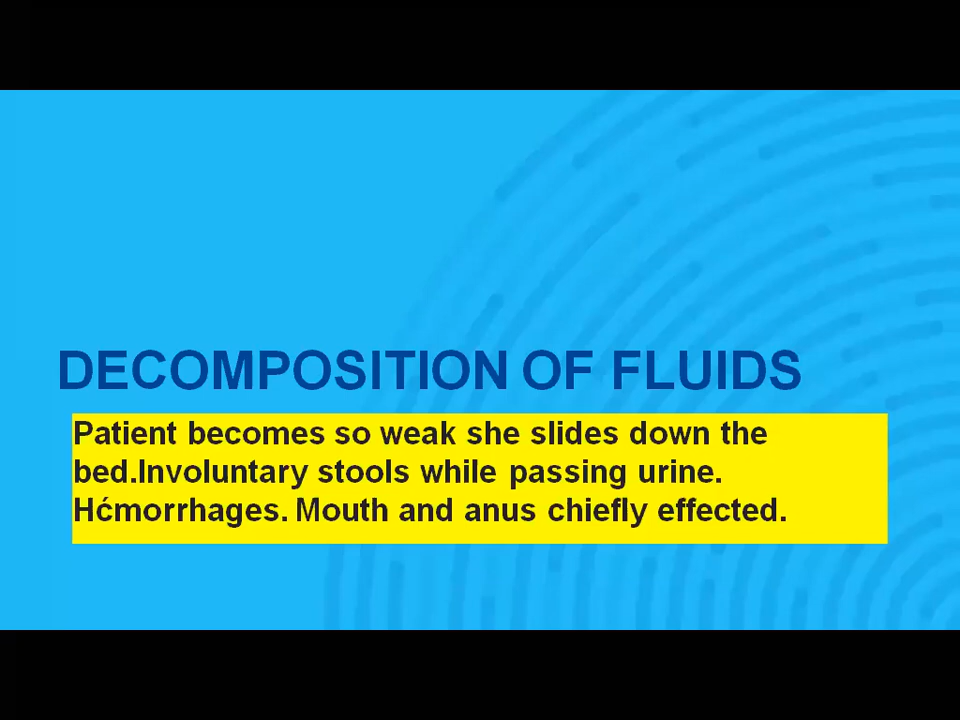 DECOMPOSITION OF FLUIDS
Patient becomes so weak she slides down the
bed.Involuntary stools while passing urine.
Hćmorrhages. Mouth and anus chiefly effected.